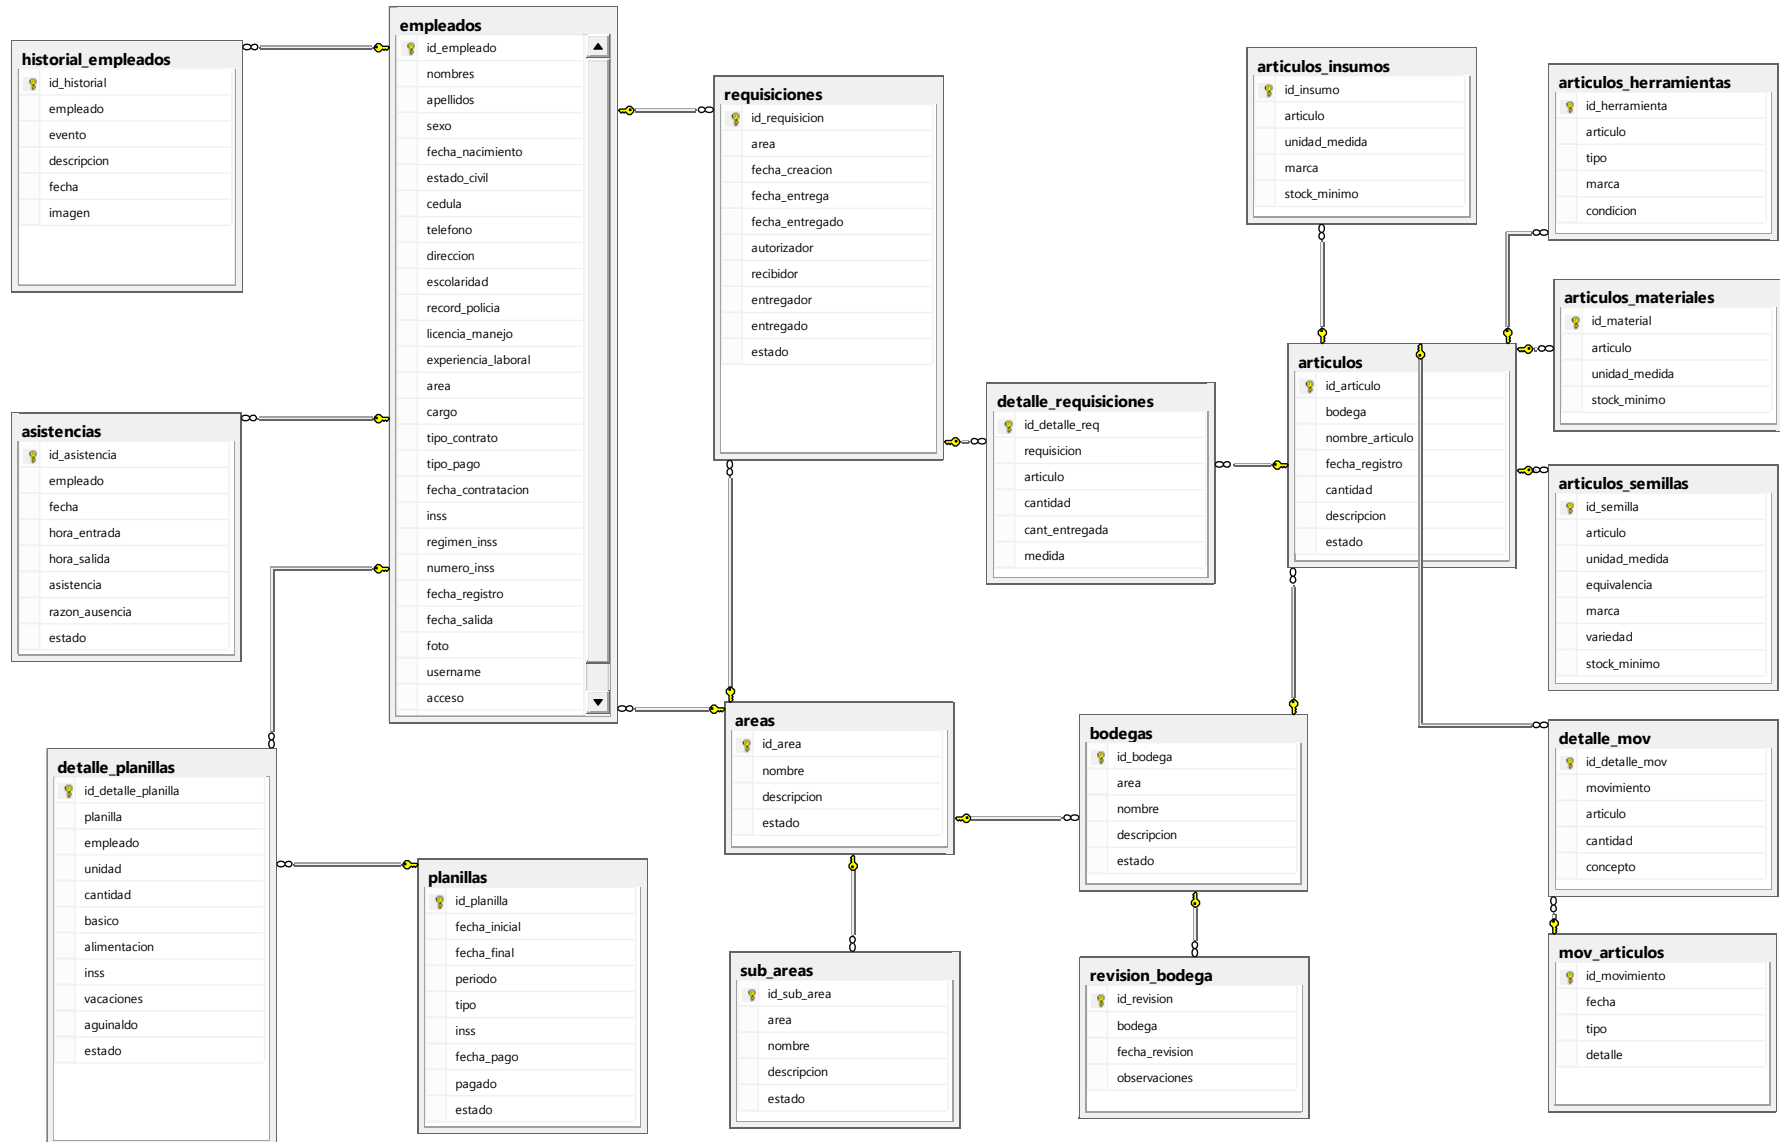 historial_empleados
id_historial
empleado
evento
descripcion
fecha
imagen
empleados
id_empleado
nombres
apellidos
sexo
fecha_nacimiento
estado_civil
cedula
telefono
direccion
escolaridad
record_policia
licencia_manejo
experiencia_laboral
area
cargo
tipo_contrato
tipo_pago
fecha_contratacion
inss
regimen_inss
numero_inss
fecha_registro
fecha_salida
foto
username
acceso
requisiciones
id_requisicion
area
fecha_creacion
fecha_entrega
fecha_entregado
autorizador
recibidor
entregador
entregado
estado
articulos_insumos
id_insumo
articulo
unidad_medida
marca
stock_minimo
articulos_herramientas
id_herramienta
articulo
tipo
marca
condicion
articulos_materiales
id_material
articulo
unidad_medida
stock_minimo
articulos
id_articulo
bodega
nombre_articulo
fecha_registro
cantidad
descripcion
estado
detalle_requisiciones
id_detalle_req
requisicion
articulo
cantidad
cant_entregada
medida
asistencias
id_asistencia
empleado
fecha
hora_entrada
hora_salida
asistencia
razon_ausencia
estado
articulos_semillas
id_semilla
articulo
unidad_medida
equivalencia
marca
variedad
stock_minimo
areas
id_area
nombre
descripcion
estado
bodegas
id_bodega
area
nombre
descripcion
estado
detalle_mov
id_detalle_mov
movimiento
articulo
cantidad
concepto
detalle_planillas
id_detalle_planilla
planilla
empleado
unidad
cantidad
basico
alimentacion
inss
vacaciones
aguinaldo
estado
planillas
id_planilla
fecha_inicial
fecha_final
periodo
tipo
inss
fecha_pago
pagado
estado
sub_areas
id_sub_area
area
nombre
descripcion
estado
revision_bodega
id_revision
bodega
fecha_revision
observaciones
mov_articulos
id_movimiento
fecha
tipo
detalle